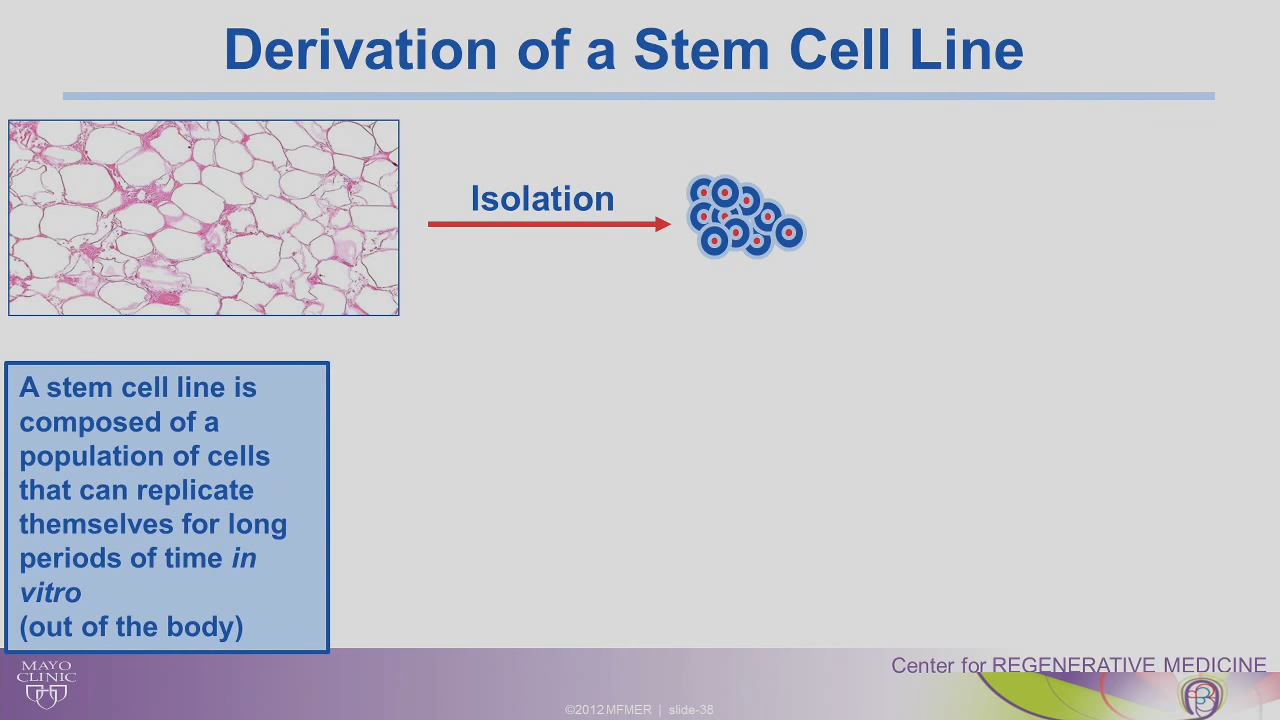 Derivation of a Stem Cell Line
Isolation
A stem cell line is
composed of a
population of cells
that can replicate
themselves for long
periods of time in
vitro
(out of the body)
Center for REGENERATIVE MEDICINE
MAYO
CLINIC
©2012 MFMER | slide-38